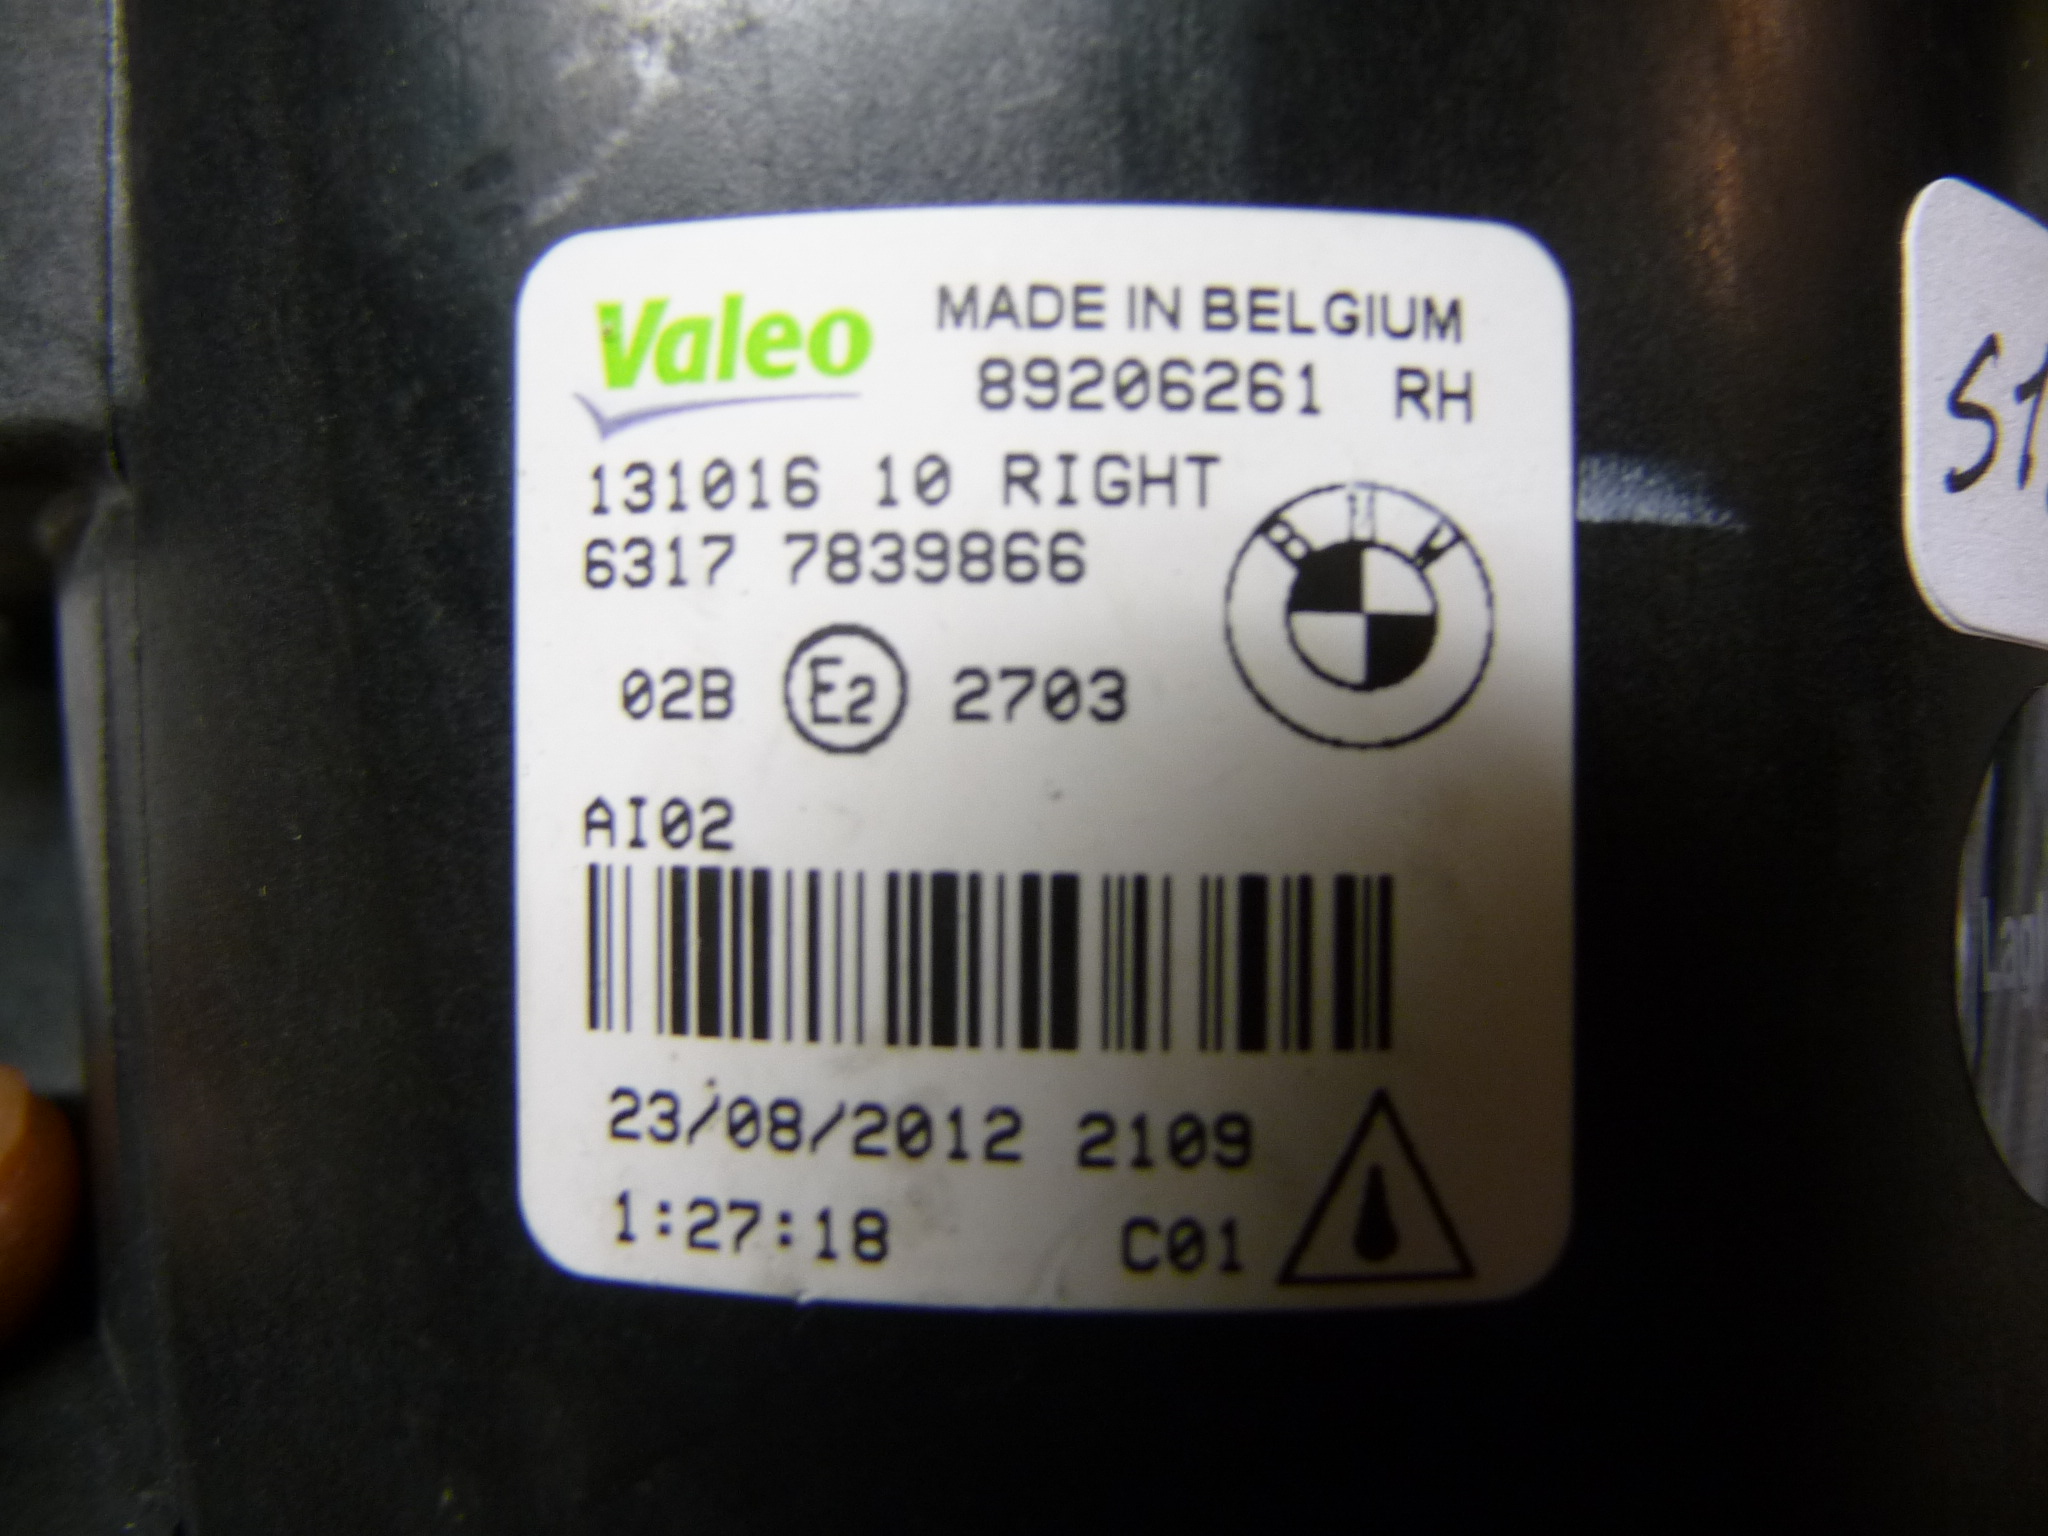 Valeo MADE IN BELGIUM
89206261 RH
131016 10 RIGHT
6317 7839866
BMW
02B E2 2703
AI02
23/08/2012 2109
1:27:18 C01